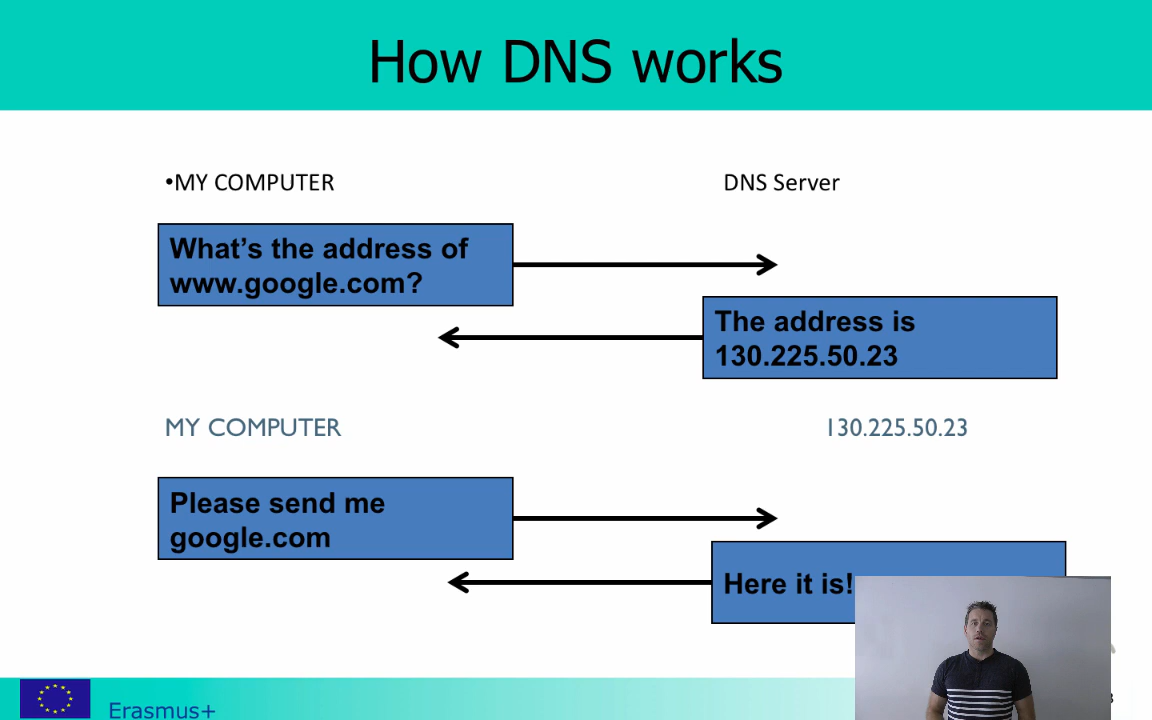 How DNS works
•MY COMPUTER
DNS Server
What’s the address of
www.google.com?
The address is
130.225.50.23
MY COMPUTER
130.225.50.23
Please send me
google.com
Here it is!
Erasmus+